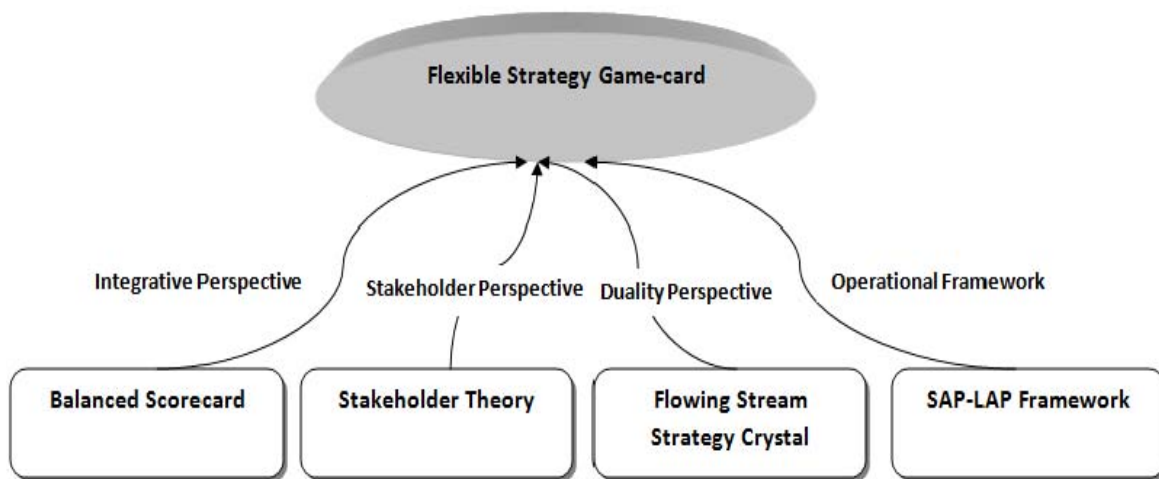 Flexible Strategy Game-card
Integrative Perspective
Stakeholder Perspective
Duality Perspective
Operational Framework
Balanced Scorecard
Stakeholder Theory
Flowing Stream
Strategy Crystal
SAP-LAP Framework